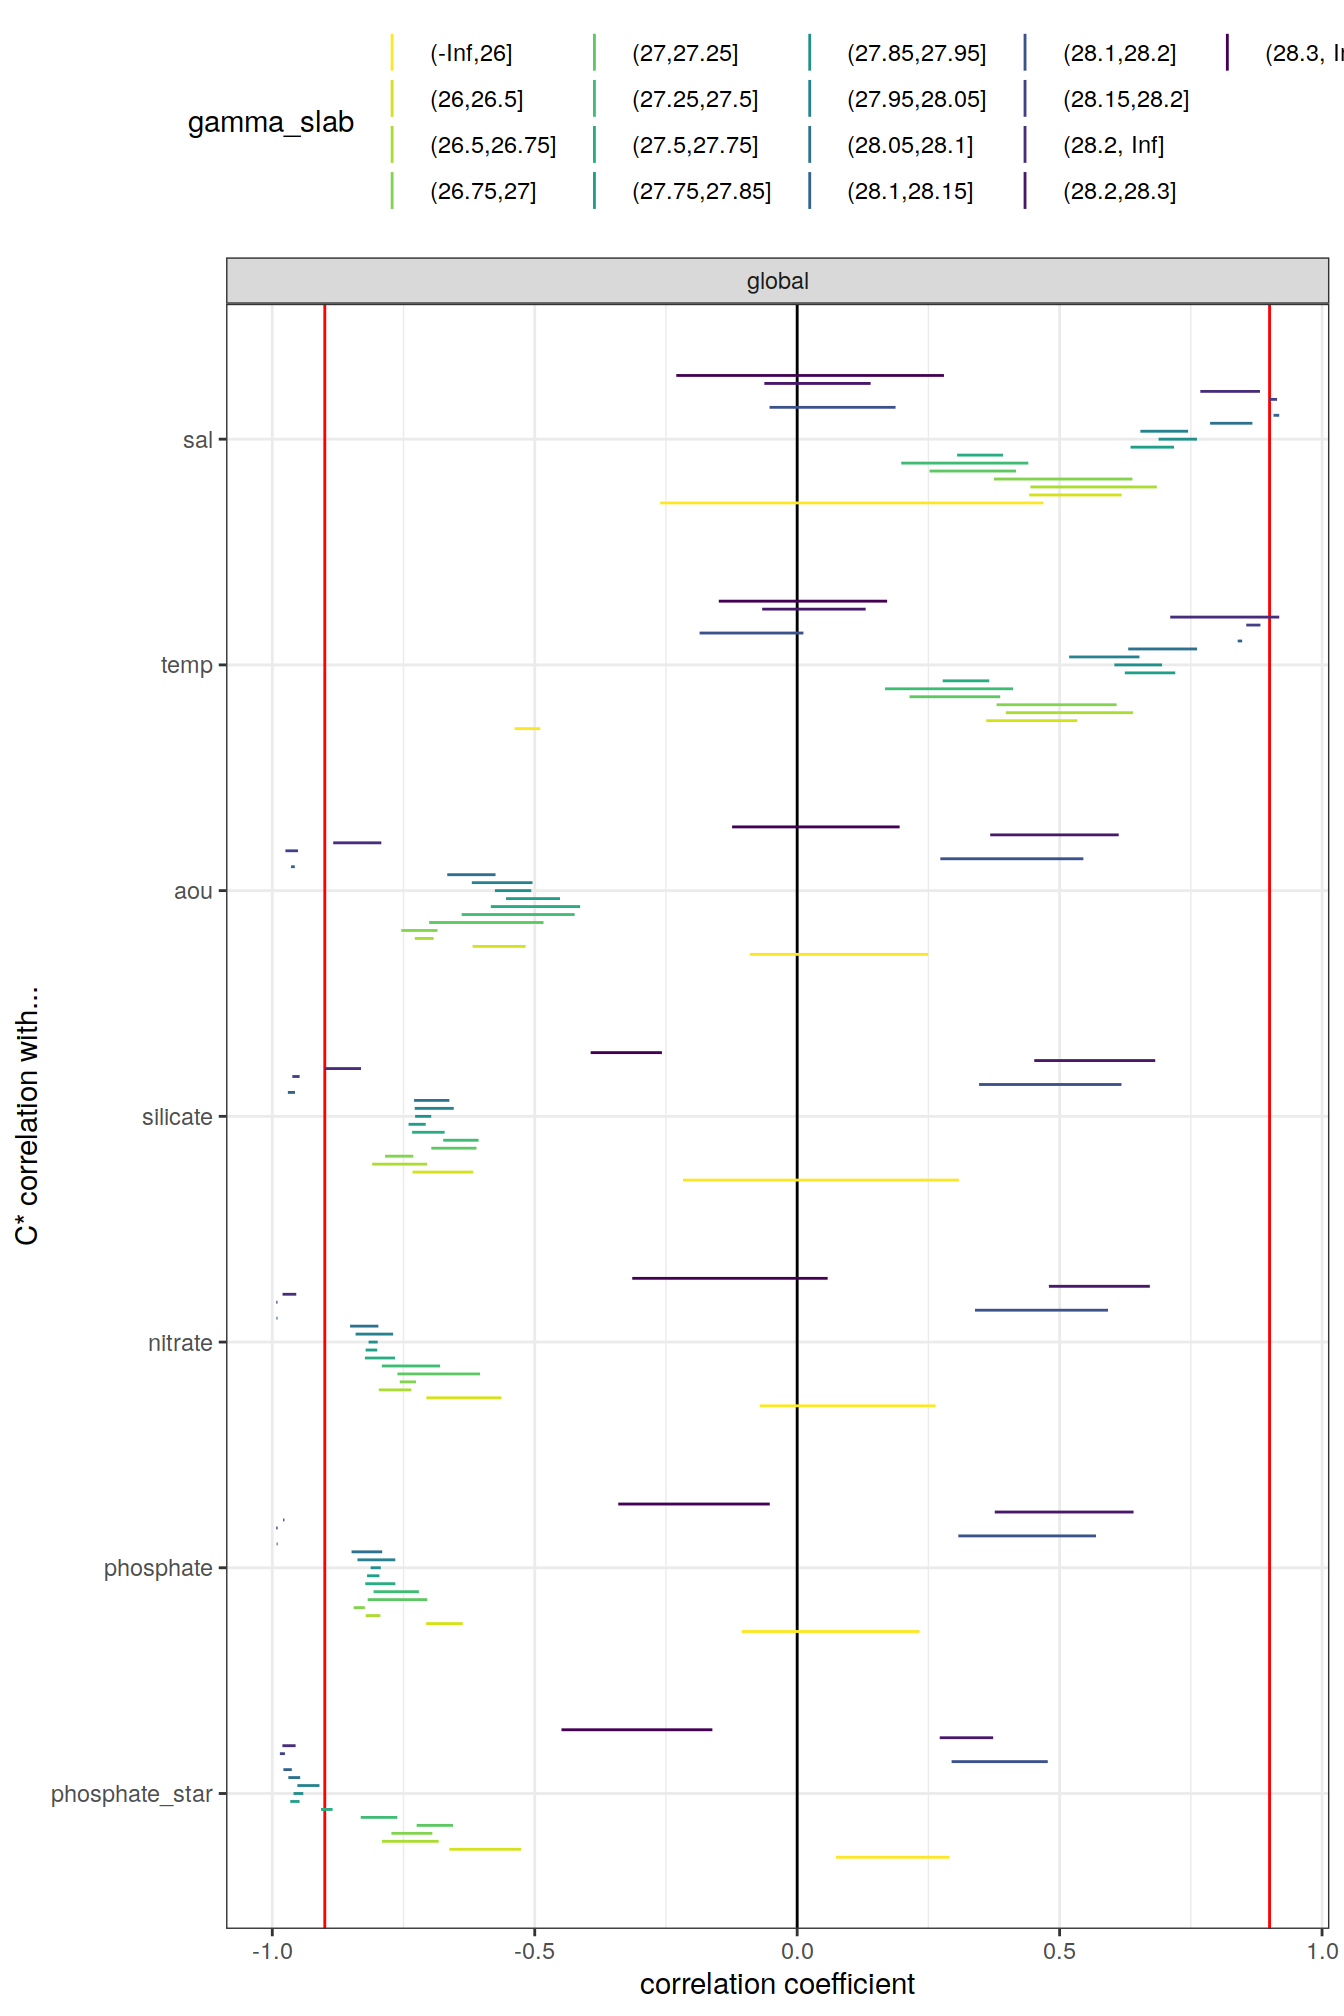 gamma_slab
(-Inf,26]
(26,26.5]
(26.5,26.75]
(26.75,27]
(27,27.25]
(27.25,27.5]
(27.5,27.75]
(27.75,27.85]
(27.85,27.95]
(27.95,28.05]
(28.05,28.1]
(28.1,28.15]
(28.1,28.2]
(28.15,28.2]
(28.2, Inf]
(28.2,28.3]
(28.3,
global
C* correlation with...
sal
temp
aou
silicate
nitrate
phosphate
phosphate_star
-1.0
-0.5
0.0
0.5
1.0
correlation coefficient